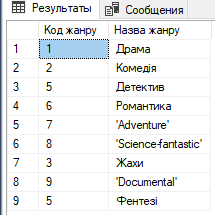 Результаты Сообщения
Код жанру Назва жанру
1 1 Драма
2 2 Комедія
3 5 Детектив
4 6 Романтика
5 7 'Adventure'
6 8 'Science-fantastic'
7 3 Жахи
8 9 'Documental'
9 5 Фентезі